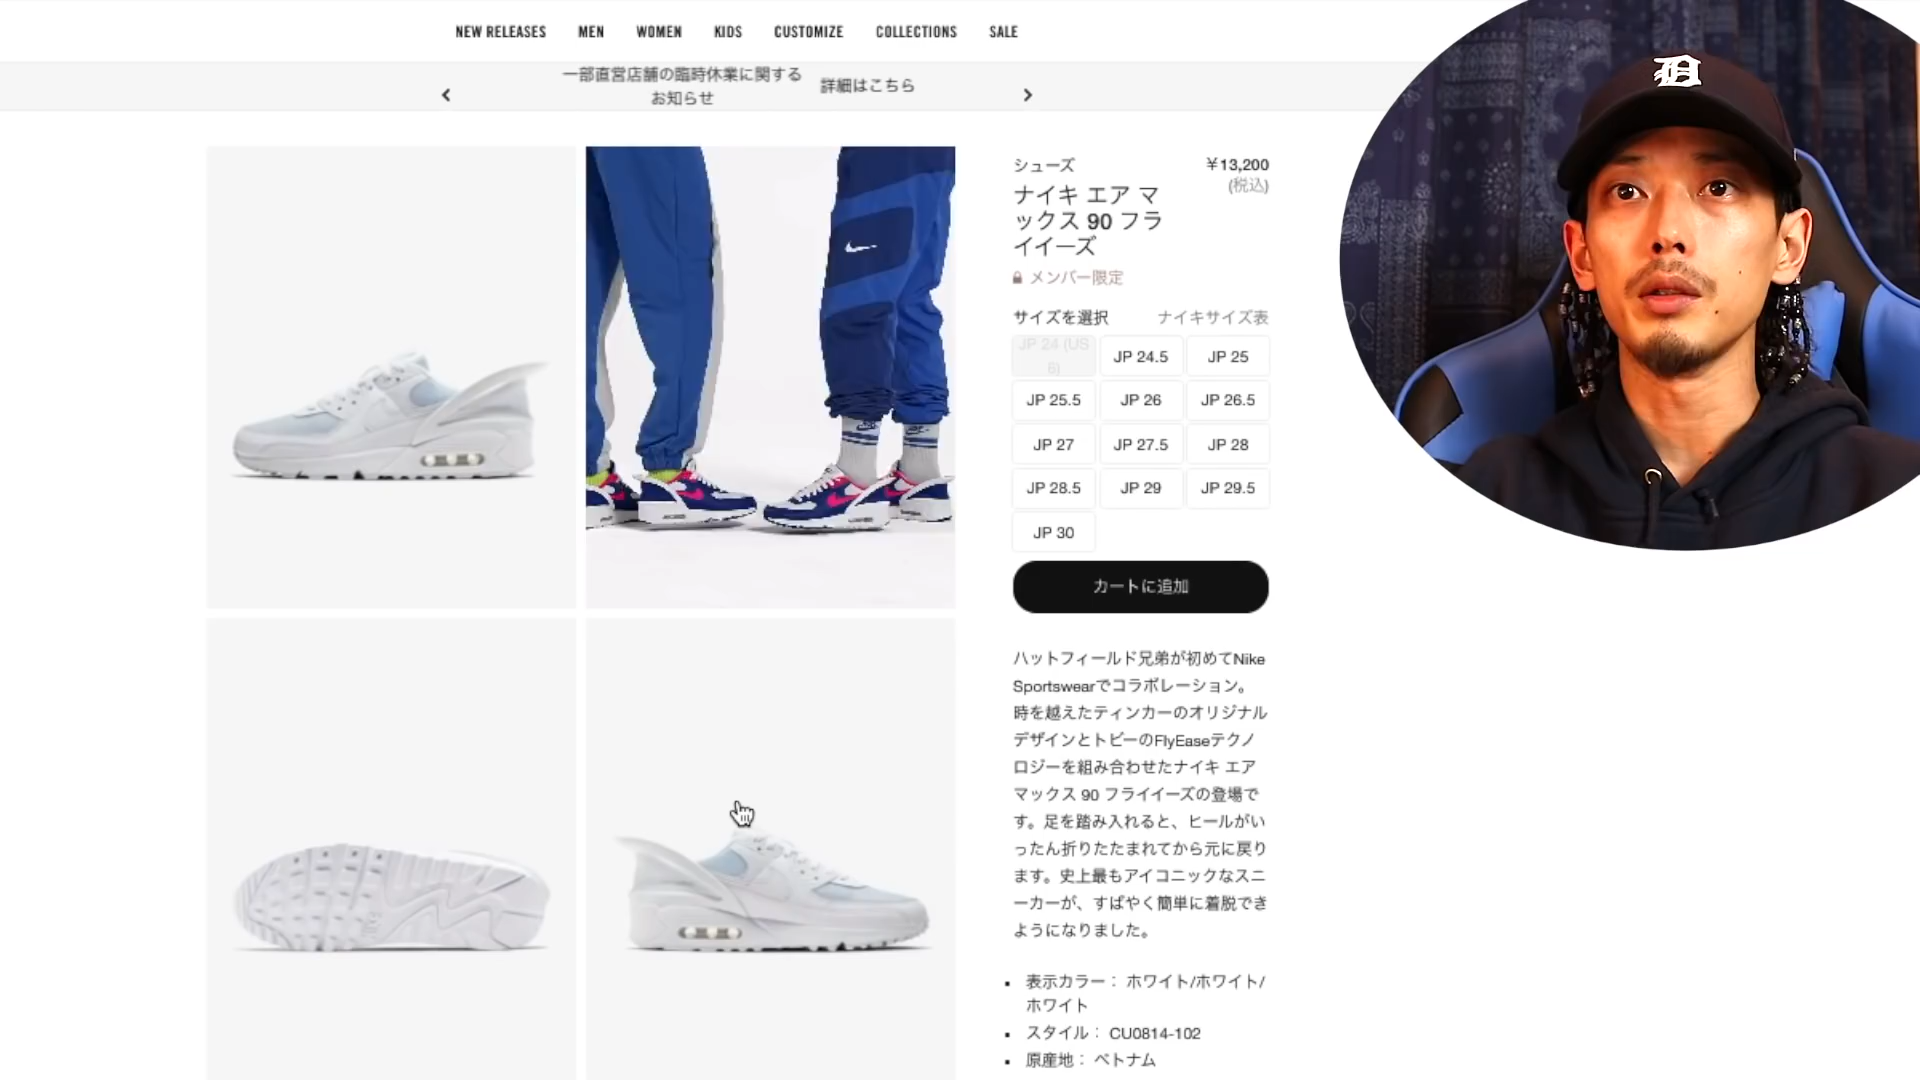 NEW RELEASES MEN WOMEN KIDS CUSTOMIZE COLLECTIONS SALE
一部直営店舗の臨時休業に関する
お知らせ
詳細はこちら
シューズ
¥13,200
(税込)
ナイキ エア マ
ックス 90 フラ
イイーズ
メンバー限定
サイズを選択 ナイキサイズ表
JP 24 (US
6)
JP 24.5 JP 25
JP 25.5 JP 26 JP 26.5
JP 27 JP 27.5 JP 28
JP 28.5 JP 29 JP 29.5
JP 30
カートに追加
ハットフィールド兄弟が初めてNike
Sportswearでコラボレーション。
時を越えたティンカーのオリジナル
デザインとトビーのFlyEaseテクノ
ロジーを組み合わせたナイキ エア
マックス 90 フライイーズの登場で
す。足を踏み入れると、ヒールがい
ったん折りたたまれてから元に戻り
ます。史上最もアイコニックなスニ
ーカーが、すばやく簡単に着脱でき
ようになりました。
表示カラー： ホワイト/ホワイト/
ホワイト
スタイル： CU0814-102
原産地： ベトナム